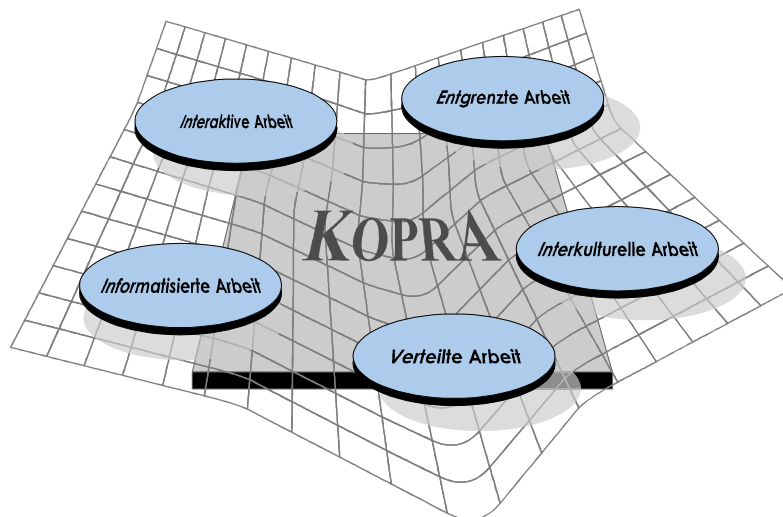 Entgrenzte Arbeit
Interaktive Arbeit
KOPRA
Interkulturelle Arbeit
Informatisierte Arbeit
Verteilte Arbeit